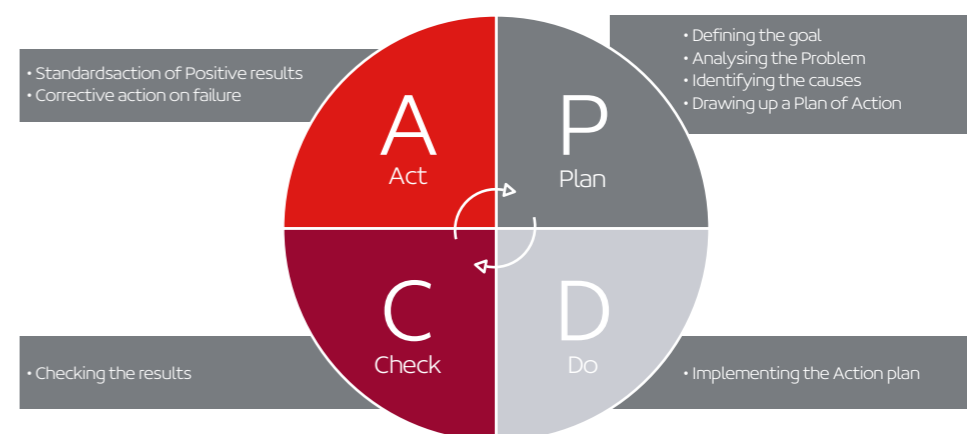 • Standardsaction of Positive results
• Corrective action on failure
A
Act
P
Plan
• Defining the goal
• Analysing the Problem
• Identifying the causes
• Drawing up a Plan of Action
• Checking the results
C
Check
D
Do
• Implementing the Action plan